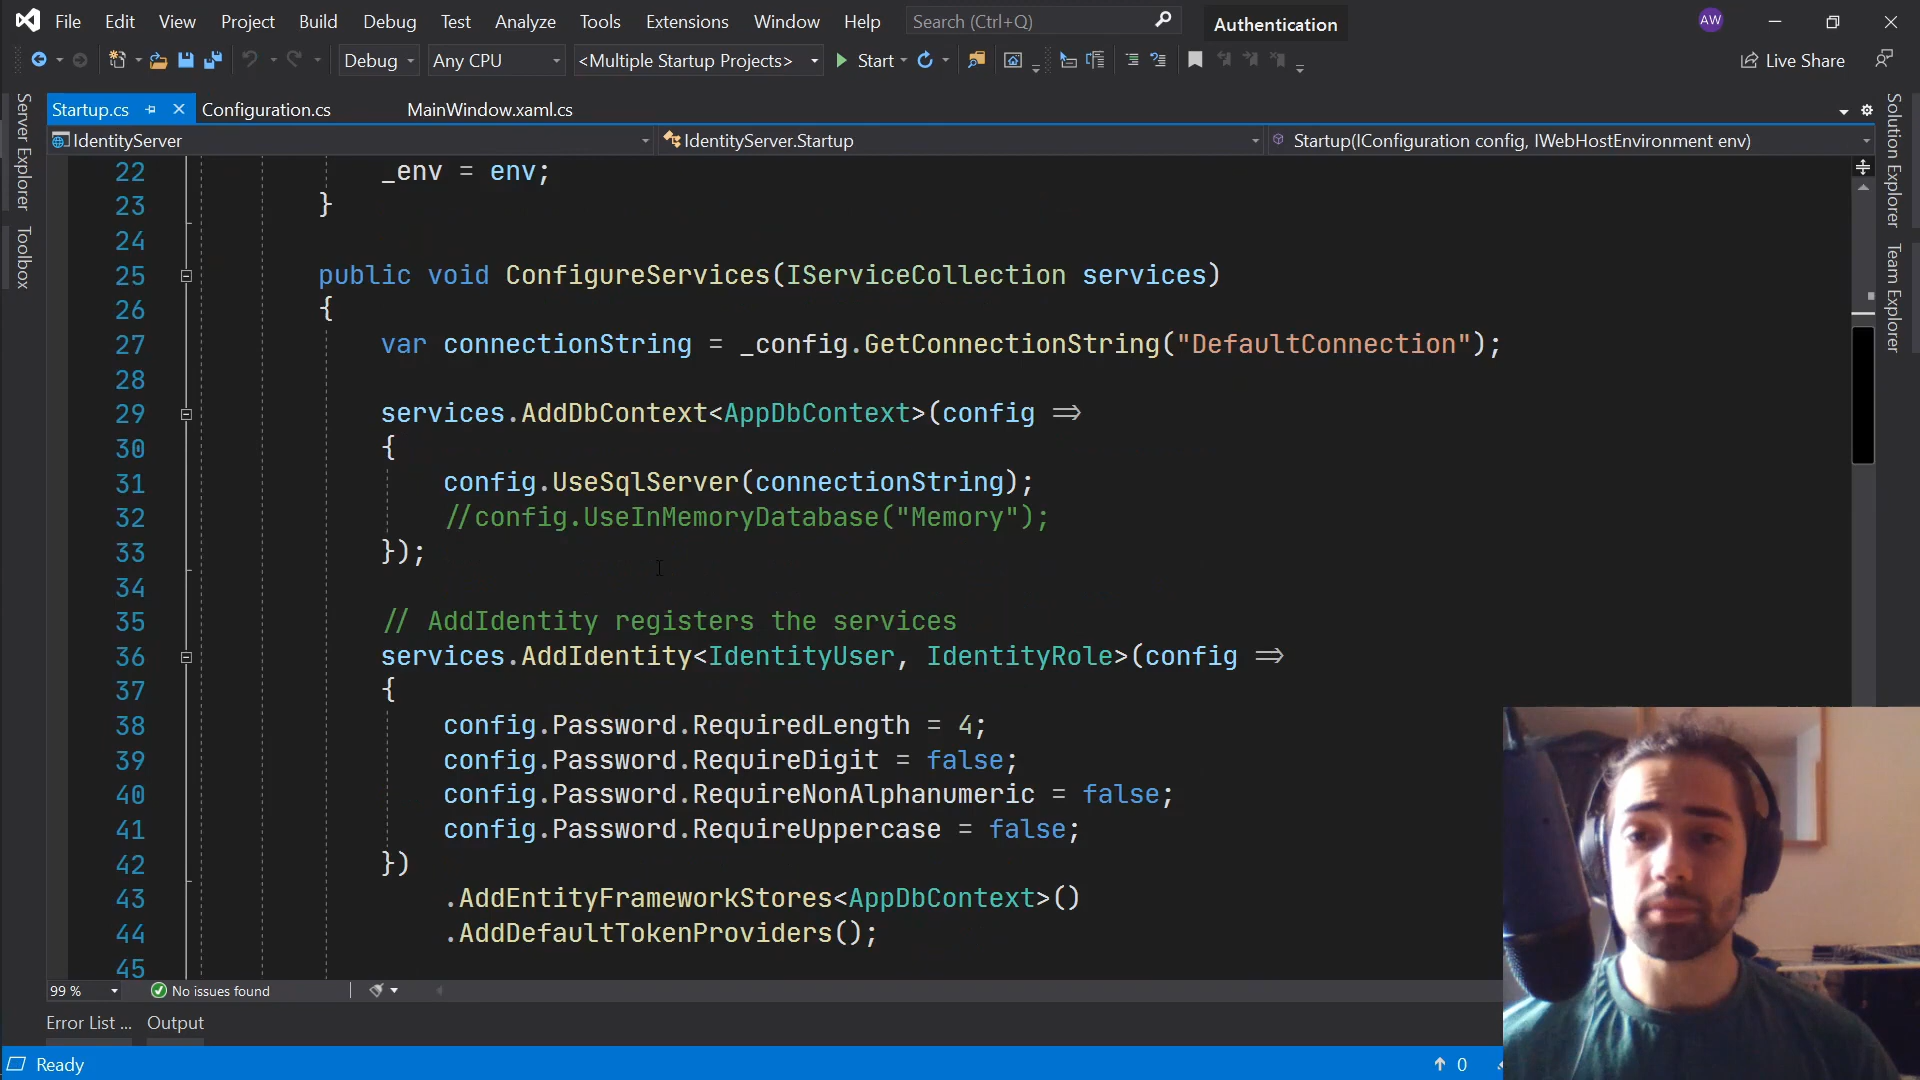 File Edit View Project Build Debug Test Analyze Tools Extensions Window Help Search (Ctrl+Q) Authentication AW
Debug Any CPU <Multiple Startup Projects> Start Live Share
Startup.cs Configuration.cs MainWindow.xaml.cs
IdentityServer IdentityServer.Startup Startup(IConfiguration config, IWebHostEnvironment env)
Server Explorer
Toolbox
Solution Explorer
Team Explorer
22 _env = env;
23 }
24
25 public void ConfigureServices(IServiceCollection services)
26 {
27 var connectionString = _config.GetConnectionString("DefaultConnection");
28
29 services.AddDbContext<AppDbContext>(config =>
30 {
31 config.UseSqlServer(connectionString);
32 //config.UseInMemoryDatabase("Memory");
33 });
34
35 // AddIdentity registers the services
36 services.AddIdentity<IdentityUser, IdentityRole>(config =>
37 {
38 config.Password.RequiredLength = 4;
39 config.Password.RequireDigit = false;
40 config.Password.RequireNonAlphanumeric = false;
41 config.Password.RequireUppercase = false;
42 })
43 .AddEntityFrameworkStores<AppDbContext>()
44 .AddDefaultTokenProviders();
45
99 % No issues found
Error List ... Output
Ready 0